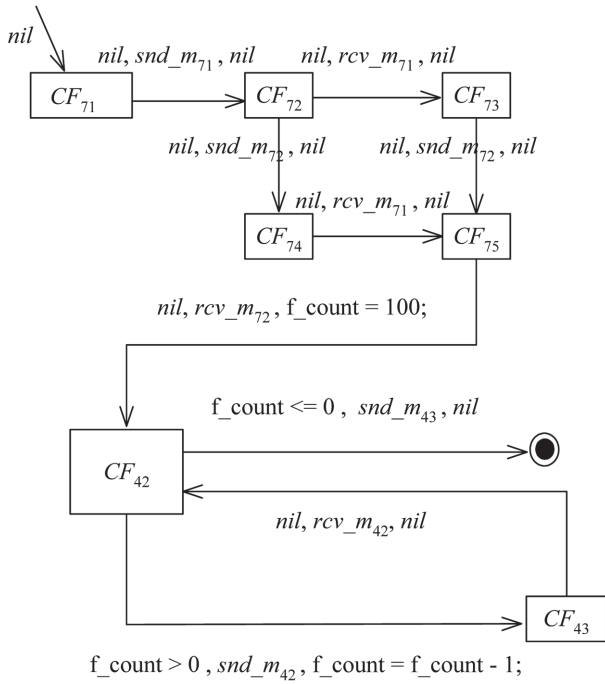 nil
nil, snd_m71, nil nil, rcv_m71, nil
CF71 CF72 CF73
nil, snd_m72, nil nil, snd_m72, nil
nil, rcv_m71, nil
CF74 CF75
nil, rcv_m72, f_count = 100;
f_count <= 0, snd_m43, nil
CF42
nil, rcv_m42, nil
CF43
f_count > 0, snd_m42, f_count = f_count - 1;